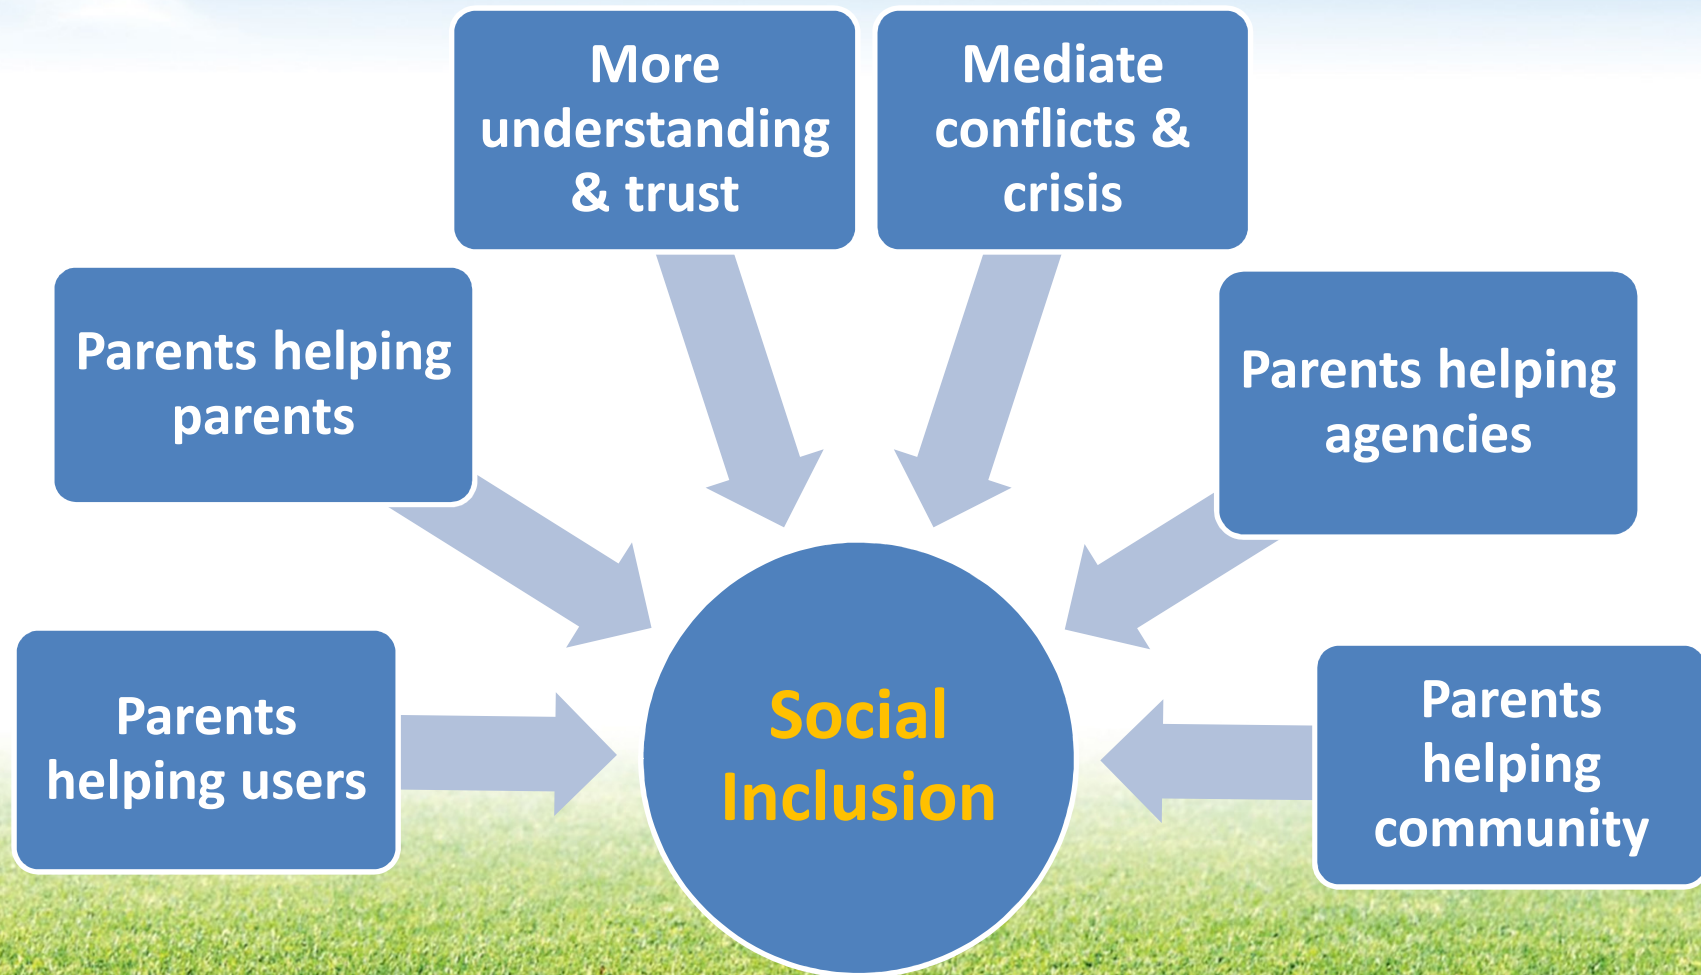 More
understanding
& trust
Mediate
conflicts &
crisis
Parents helping
parents
Parents helping
agencies
Parents
helping users
Social
Inclusion
Parents
helping
community